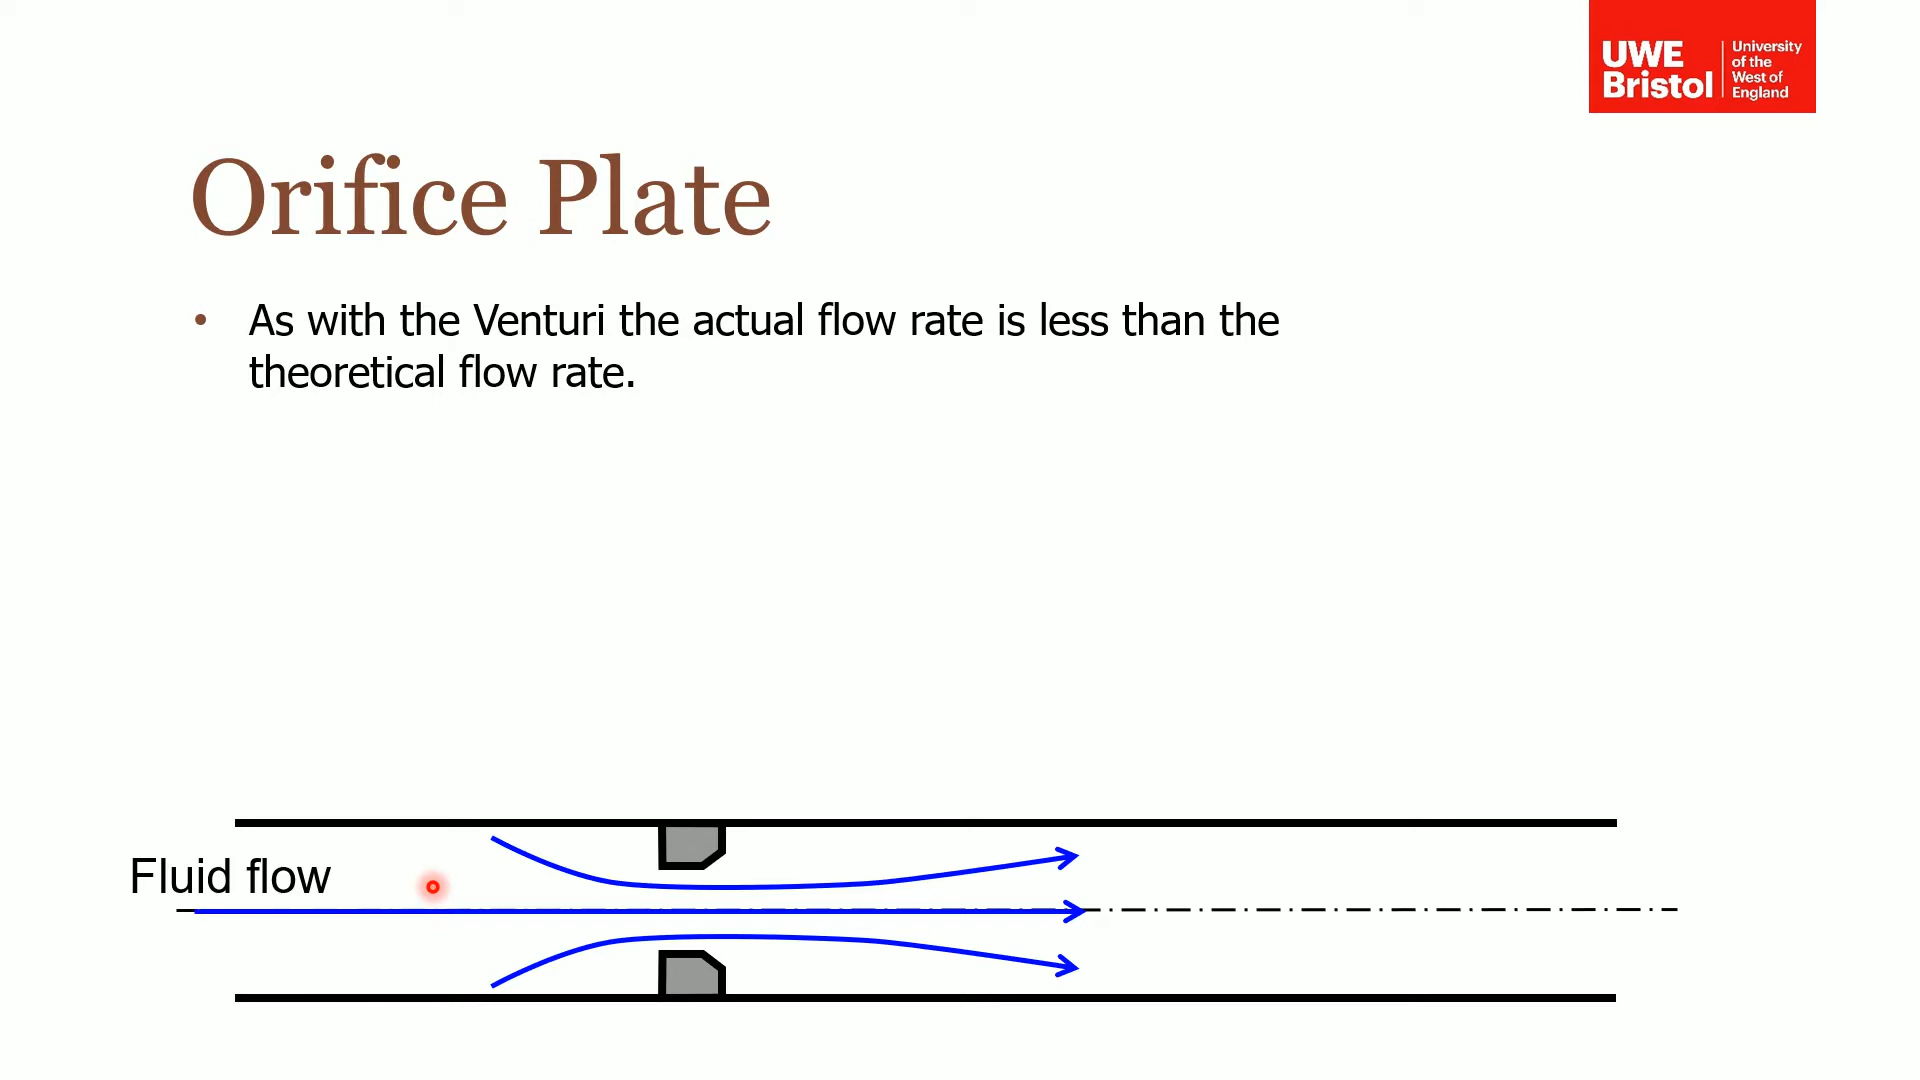 UWE
Bristol
University
of the
West of
England
Orifice Plate
• As with the Venturi the actual flow rate is less than the
theoretical flow rate.
Fluid flow